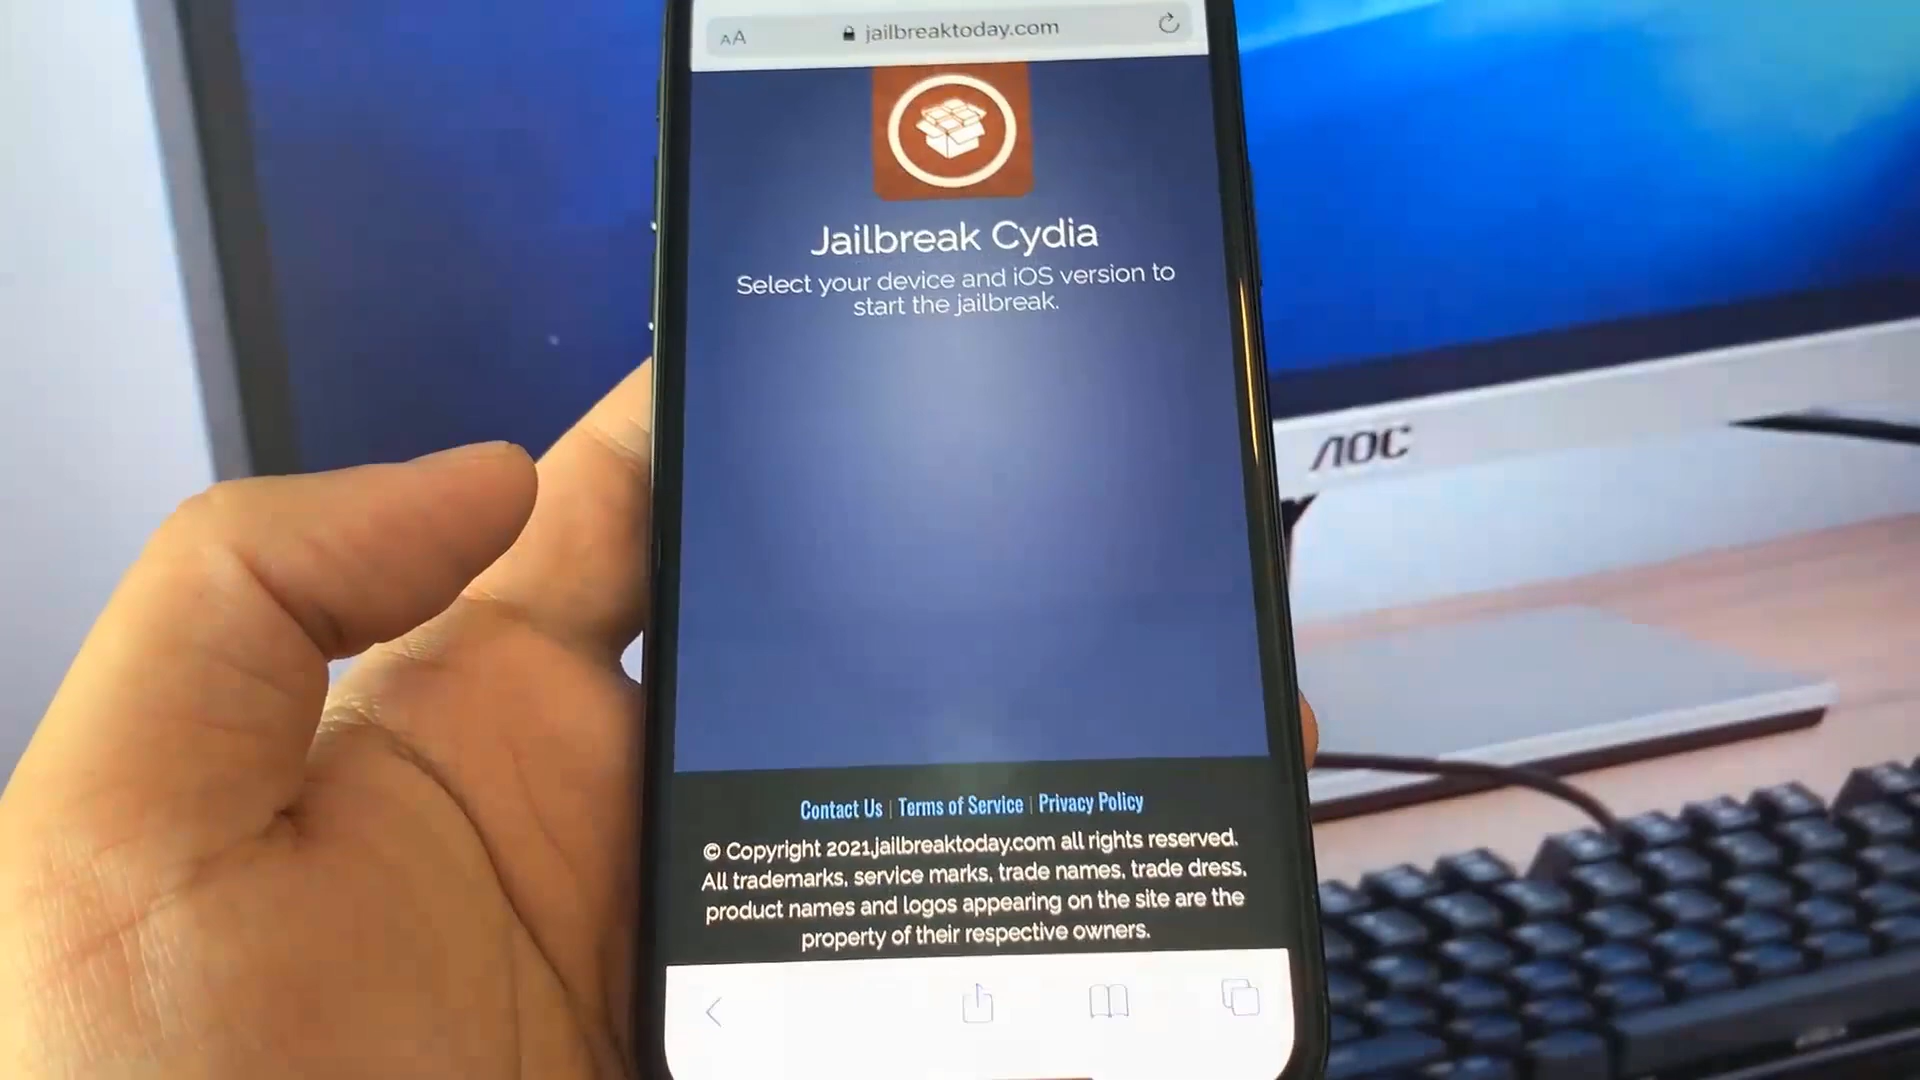 AA jailbreaktoday.com
Jailbreak Cydia
Select your device and iOS version to
start the jailbreak.
AOC
Contact Us | Terms of Service | Privacy Policy
© Copyright 2021.jailbreaktoday.com all rights reserved.
All trademarks, service marks, trade names, trade dress,
product names and logos appearing on the site are the
property of their respective owners.